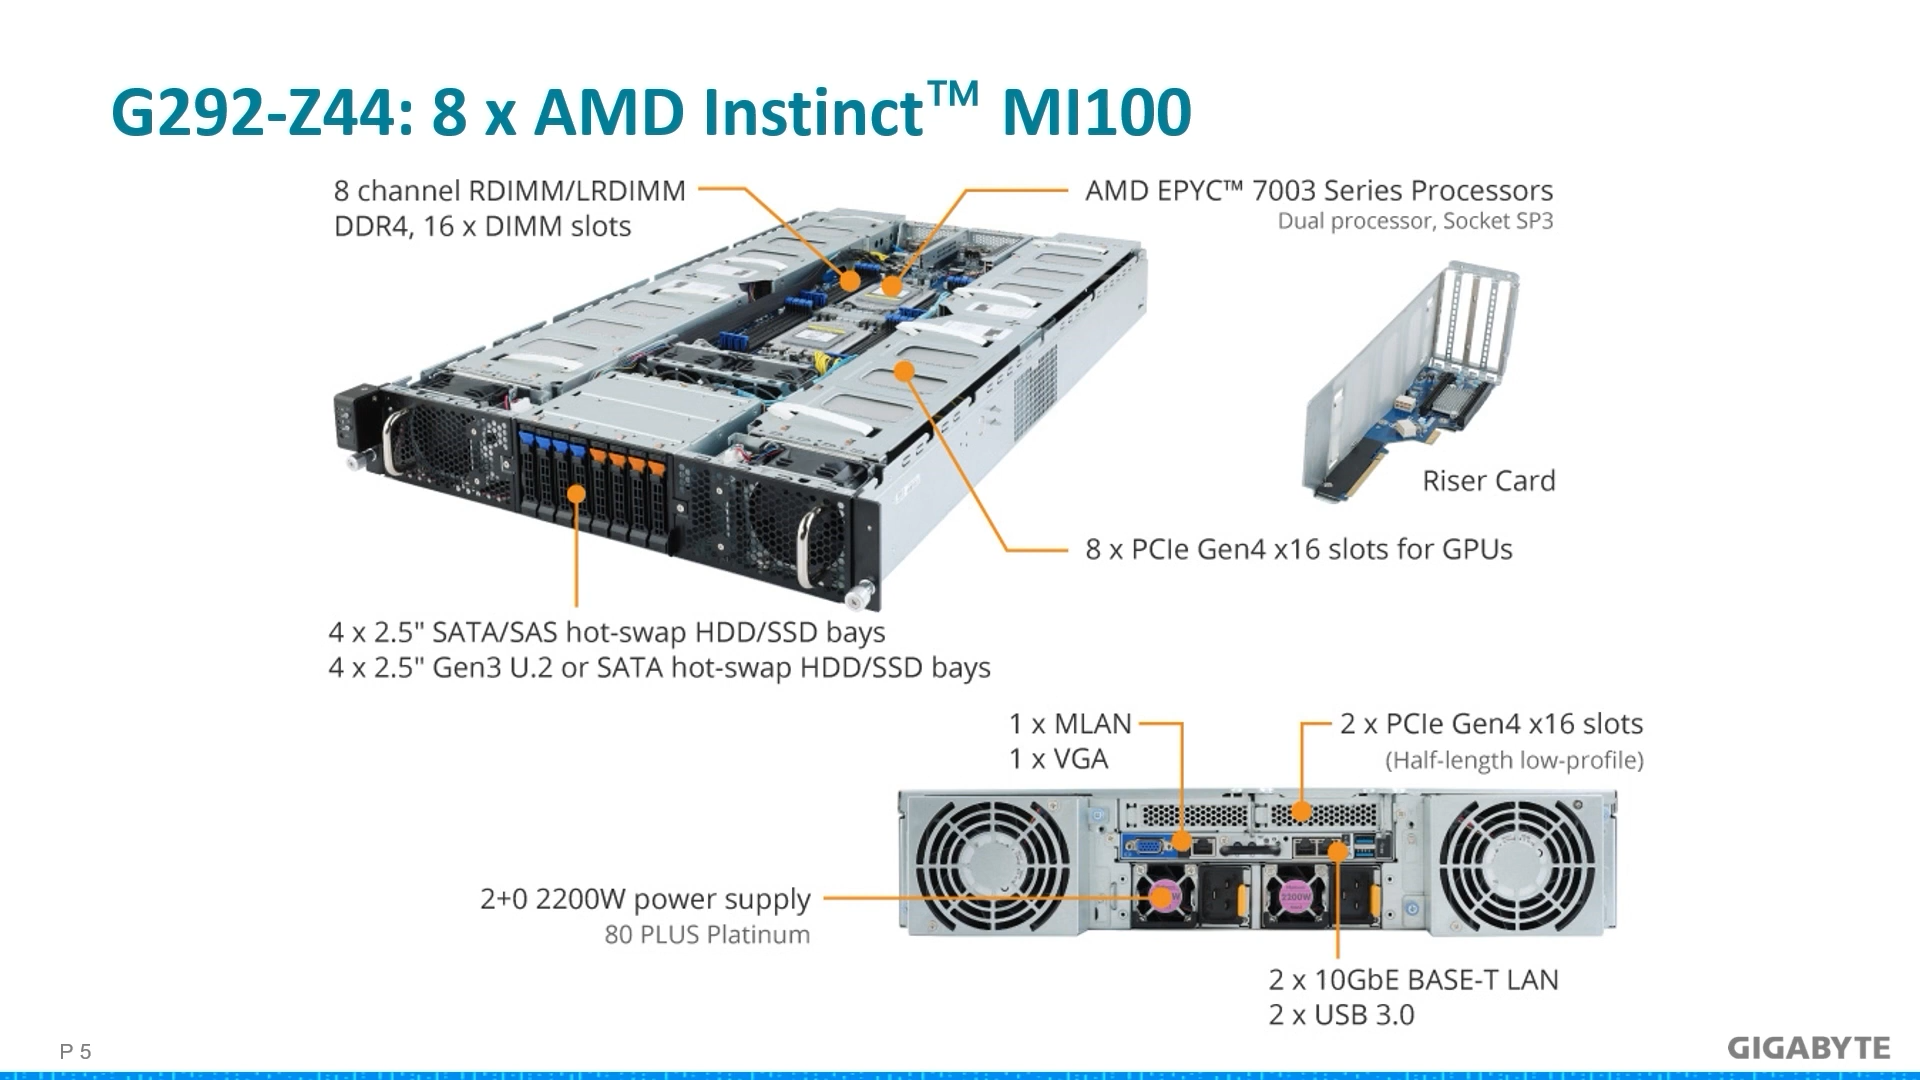 G292-Z44: 8 x AMD Instinct™ MI100
8 channel RDIMM/LRDIMM
DDR4, 16 x DIMM slots
AMD EPYC™ 7003 Series Processors
Dual processor, Socket SP3
Riser Card
8 x PCIe Gen4 x16 slots for GPUs
4 x 2.5" SATA/SAS hot-swap HDD/SSD bays
4 x 2.5" Gen3 U.2 or SATA hot-swap HDD/SSD bays
1 x MLAN
1 x VGA
2 x PCIe Gen4 x16 slots
(Half-length low-profile)
2+0 2200W power supply
80 PLUS Platinum
2200W
2 x 10GbE BASE-T LAN
2 x USB 3.0
P 5
GIGABYTE